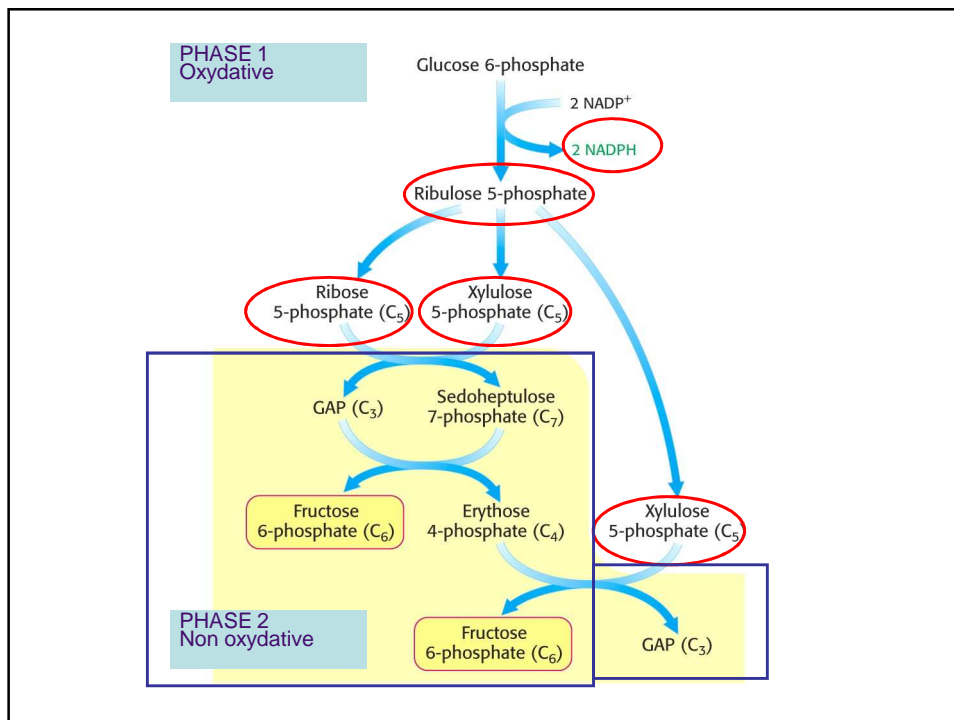 PHASE 1
Oxydative
Glucose 6-phosphate
2 NADP⁺
2 NADPH
Ribulose 5-phosphate
Ribose
5-phosphate (C₅)
Xylulose
5-phosphate (C₅)
GAP (C₃)
Sedoheptulose
7-phosphate (C₇)
Fructose
6-phosphate (C₆)
Erythose
4-phosphate (C₄)
Xylulose
5-phosphate (C₅
PHASE 2
Non oxydative
Fructose
6-phosphate (C₆)
GAP (C₃)